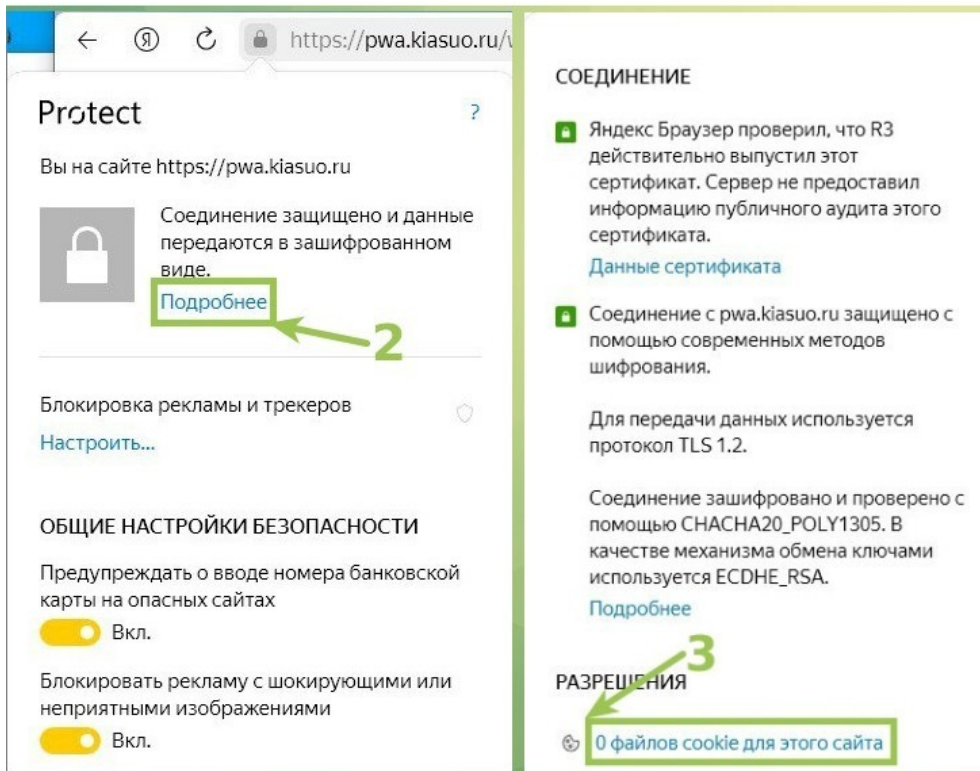 https://pwa.kiasuo.ru/
Protect
?
Вы на сайте https://pwa.kiasuo.ru
Соединение защищено и данные
передаются в зашифрованном
виде.
Подробнее
2
Блокировка рекламы и трекеров
Настроить...
ОБЩИЕ НАСТРОЙКИ БЕЗОПАСНОСТИ
Предупреждать о вводе номера банковской
карты на опасных сайтах
Вкл.
Блокировать рекламу с шокирующими или
неприятными изображениями
Вкл.
СОЕДИНЕНИЕ
Яндекс Браузер проверил, что R3
действительно выпустил этот
сертификат. Сервер не предоставил
информацию публичного аудита этого
сертификата.
Данные сертификата
Соединение с pwa.kiasuo.ru защищено с
помощью современных методов
шифрования.
Для передачи данных используется
протокол TLS 1.2.
Соединение зашифровано и проверено с
помощью CHACHA20_POLY1305. В
качестве механизма обмена ключами
используется ECDHE_RSA.
Подробнее
3
РАЗРЕШЕНИЯ
0 файлов cookie для этого сайта